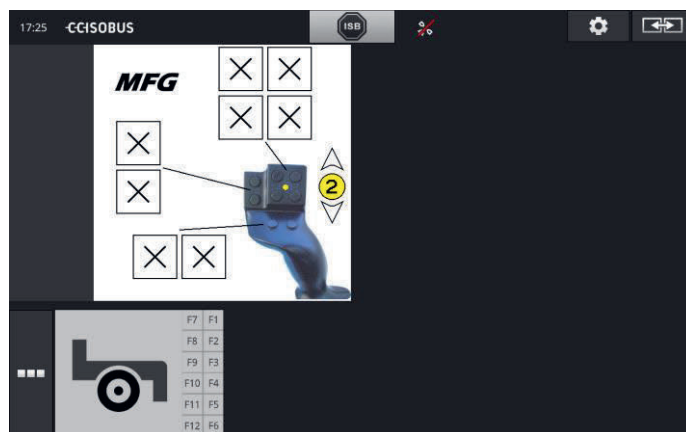 17:25 CCISOBUS ISB
MFG
2
F7 F1
F8 F2
F9 F3
F10 F4
F11 F5
F12 F6